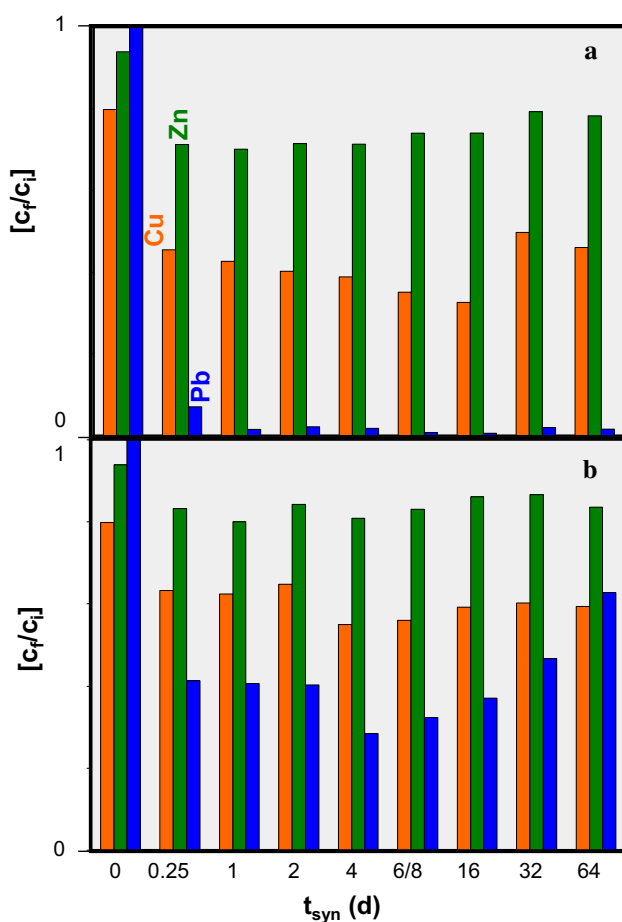 1
a
[c_f/c_i]
Zn
Cu
Pb
0
1
b
[c_f/c_i]
0
0 0.25 1 2 4 6/8 16 32 64
t_syn (d)